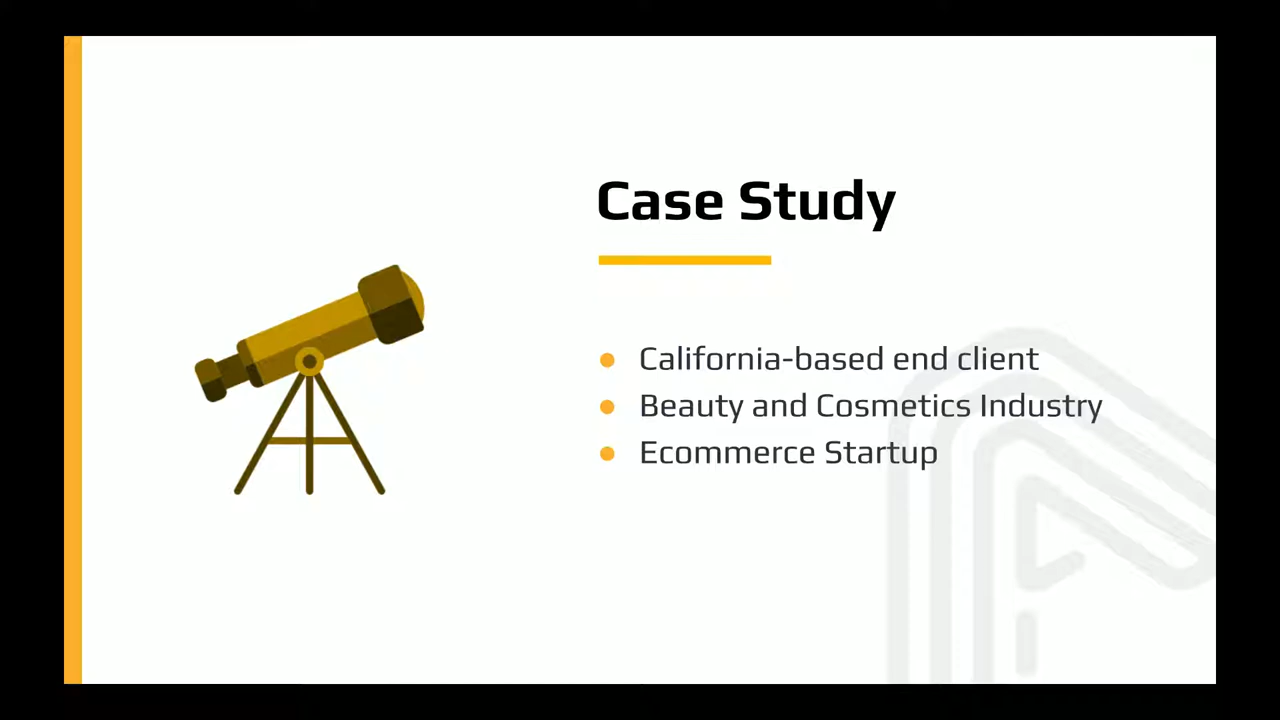 Case Study
California-based end client
Beauty and Cosmetics Industry
Ecommerce Startup